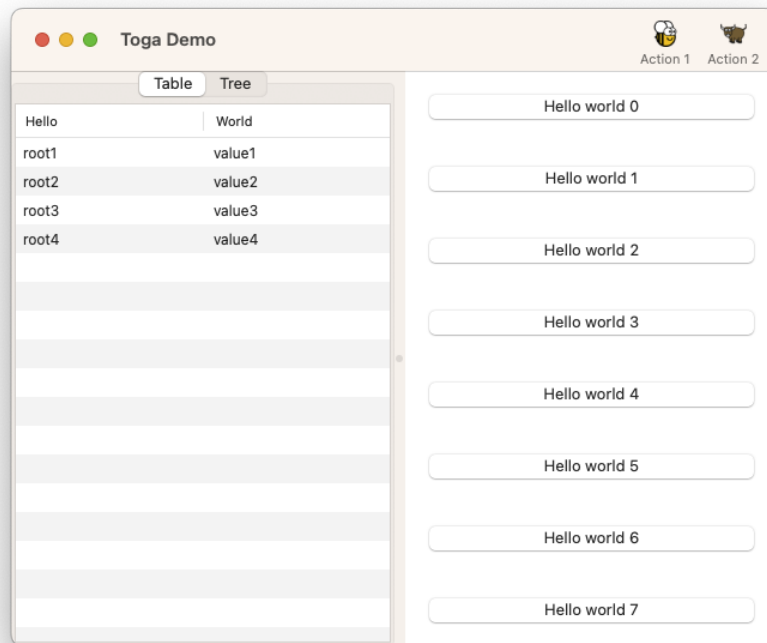 Toga Demo
Action 1
Action 2
Table
Tree
Hello
World
root1
value1
root2
value2
root3
value3
root4
value4
Hello world 0
Hello world 1
Hello world 2
Hello world 3
Hello world 4
Hello world 5
Hello world 6
Hello world 7